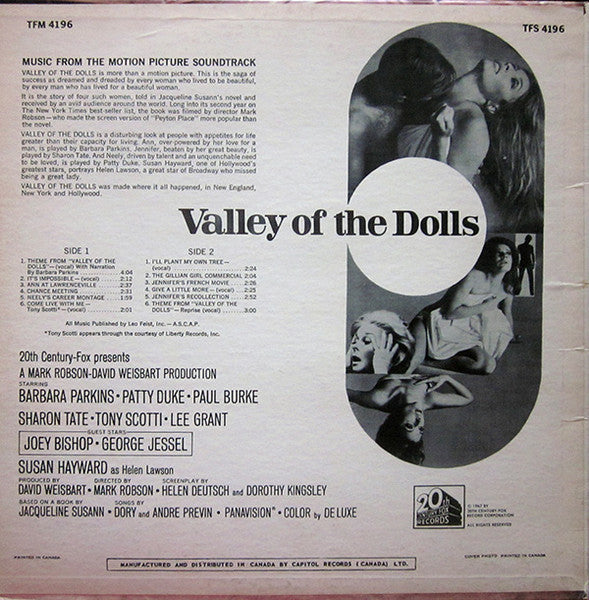 TFM 4196
TFS 4196
MUSIC FROM THE MOTION PICTURE SOUNDTRACK
VALLEY OF THE DOLLS is more than a motion picture. This is the saga of
success as dreamed and dreaded by every woman who lived to be beautiful,
by every man who has lived for a beautiful woman.
It is the story of four such women, told in Jacqueline Susann's novel and
received by an avid audience around the world. Long into its second year on
The New York Times best-seller list, the book was filmed by director Mark
Robson—who made the screen version of "Peyton Place" more popular than
the novel.
VALLEY OF THE DOLLS is a disturbing look at people with appetites for life
greater than their capacity for living. Ann, over-powered by her love for a
man, is played by Barbara Parkins. Jennifer, beaten by her great beauty, is
played by Sharon Tate. And Neely, driven by talent and an unquenchable need
to be loved, is played by Patty Duke. Susan Hayward, one of Hollywood's
greatest stars, portrays Helen Lawson, a great star of Broadway who missed
being a great lady.
VALLEY OF THE DOLLS was made where it all happened, in New England,
New York and Hollywood.
Valley of the Dolls
SIDE 1
1. THEME FROM "VALLEY OF THE
DOLLS"—(vocal) With Narration
By Barbara Parkins ........ 4:04
2. IT'S IMPOSSIBLE—(vocal) ..... 2:12
3. ANN AT LAWRENCEVILLE ..... 2:37
4. CHANCE MEETING .......... 2:31
5. NEELY'S CAREER MONTAGE .. 1:59
6. COME LIVE WITH ME—
Tony Scotti*—(vocal) ....... 2:01
SIDE 2
1. I'LL PLANT MY OWN TREE—
(vocal) .................. 2:24
2. THE GILLIAN GIRL COMMERCIAL 2:04
3. JENNIFER'S FRENCH MOVIE ... 2:26
4. GIVE A LITTLE MORE—(vocal) .. 2:25
5. JENNIFER'S RECOLLECTION .... 2:52
6. THEME FROM "VALLEY OF THE
DOLLS"—Reprise (vocal) ...... 3:00
All Music Published by Leo Feist, Inc.—A.S.C.A.P.
*Tony Scotti appears through the courtesy of Liberty Records, Inc.
20th Century-Fox presents
A MARK ROBSON-DAVID WEISBART PRODUCTION
STARRING
BARBARA PARKINS • PATTY DUKE • PAUL BURKE
SHARON TATE • TONY SCOTTI • LEE GRANT
GUEST STARS
JOEY BISHOP • GEORGE JESSEL
SUSAN HAYWARD as Helen Lawson
PRODUCED BY DIRECTED BY SCREENPLAY BY
DAVID WEISBART • MARK ROBSON • HELEN DEUTSCH and DOROTHY KINGSLEY
BASED ON A BOOK BY SONGS BY
JACQUELINE SUSANN • DORY and ANDRE PREVIN • PANAVISION® • COLOR by DE LUXE
20th
CENTURY-FOX
RECORDS
© 1967 BY
20TH CENTURY-FOX
RECORD CORPORATION
ALL RIGHTS RESERVED
PRINTED IN CANADA
COVER PHOTO PRINTED IN CANADA
MANUFACTURED AND DISTRIBUTED IN CANADA BY CAPITOL RECORDS (CANADA) LTD.